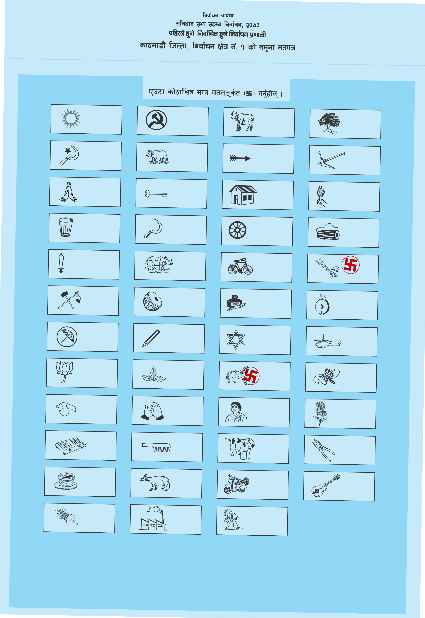 निर्वाचन आयोग
संविधान सभा सदस्य निर्वाचन, २०६४
पहिलो हुने निर्वाचित हुने निर्वाचन प्रणाली
काठमाडौं जिल्ला निर्वाचन क्षेत्र नं. १ को नमूना मतपत्र
एउटा कोठाभित्र मात्र मतसङ्केत गर्नुहोस् ।